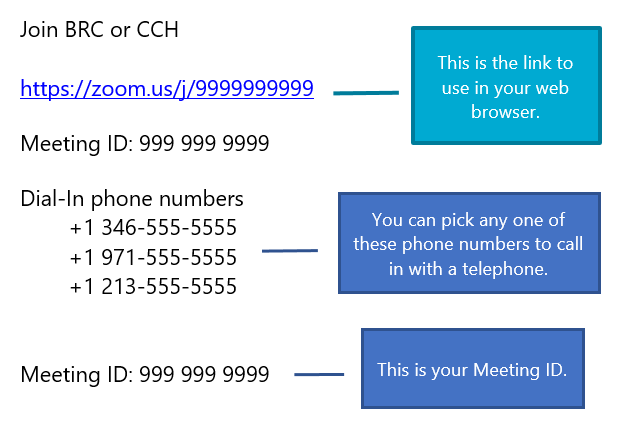 Join BRC or CCH
https://zoom.us/j/9999999999
This is the link to
use in your web
browser.
Meeting ID: 999 999 9999
Dial-In phone numbers
+1 346-555-5555
+1 971-555-5555
+1 213-555-5555
You can pick any one of
these phone numbers to call
in with a telephone.
Meeting ID: 999 999 9999
This is your Meeting ID.